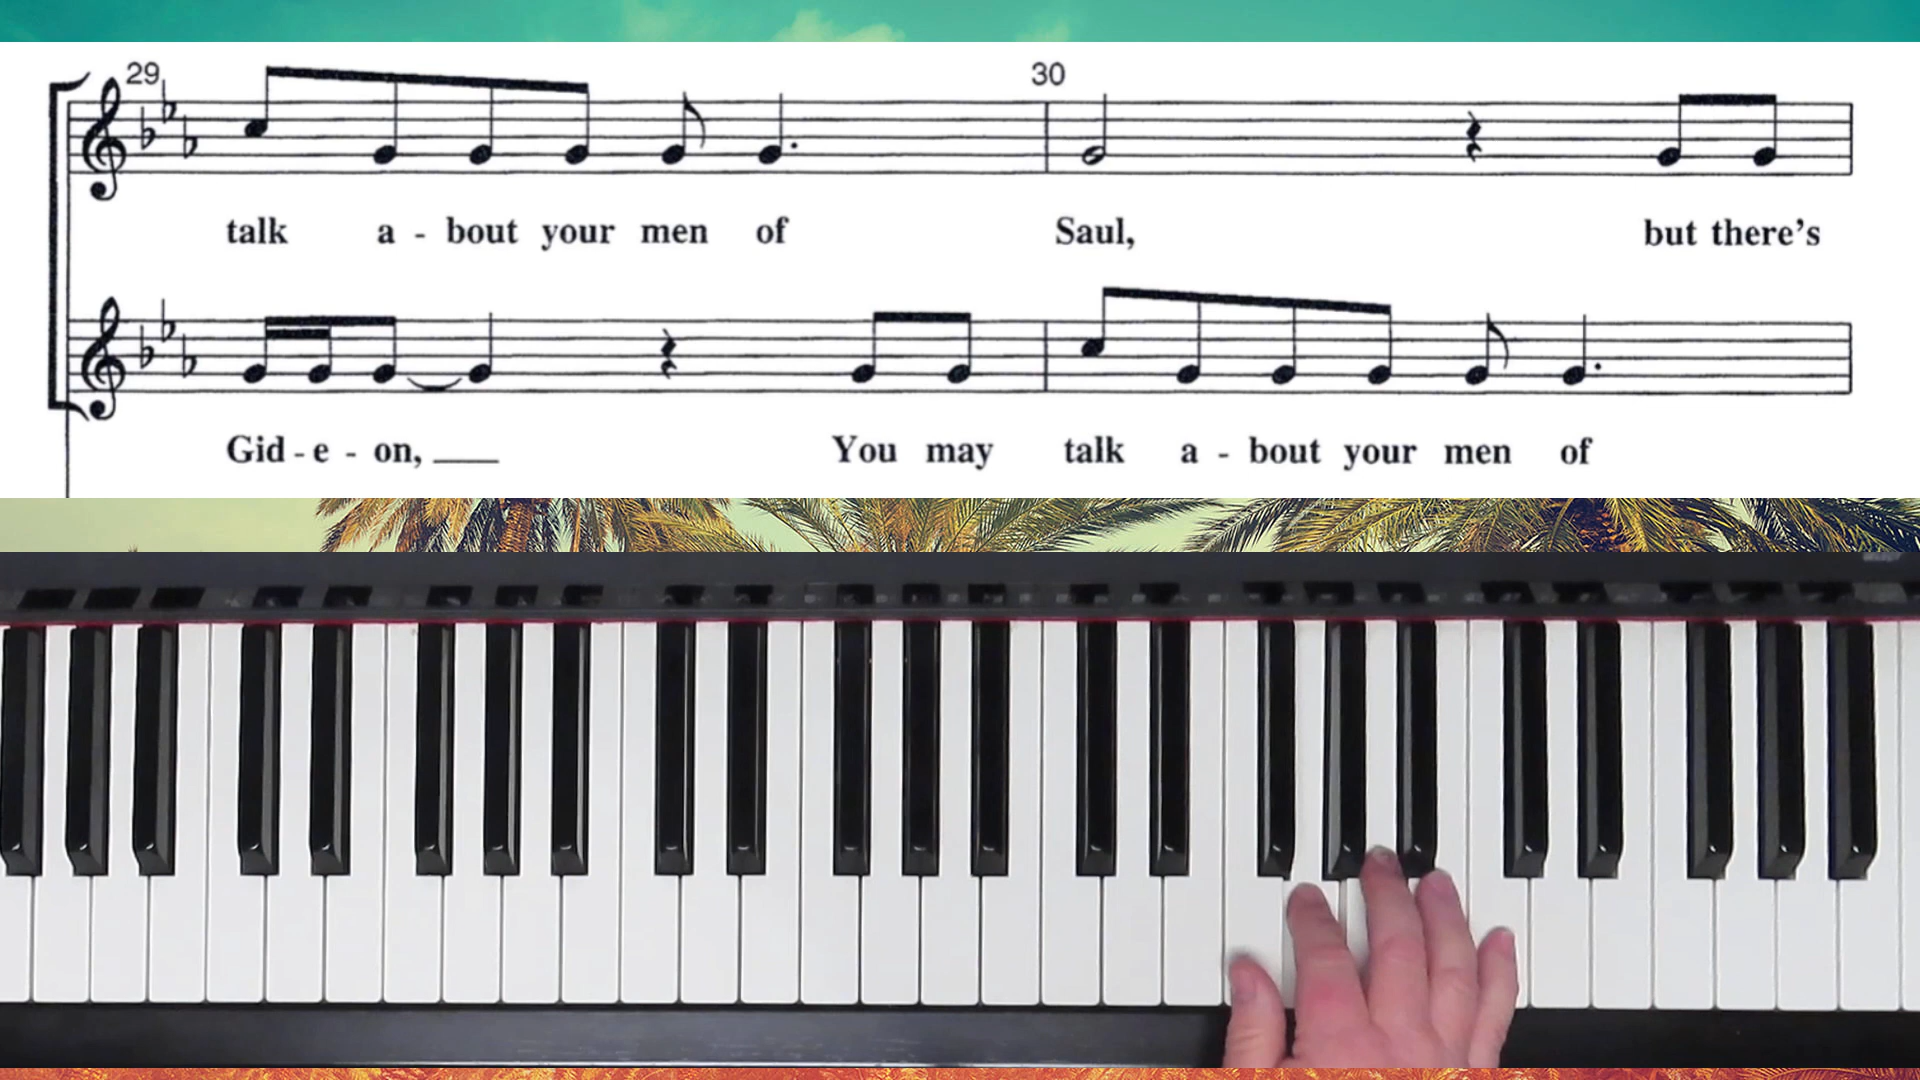 29 30
talk a - bout your men of Saul, but there's
Gid - e - on, You may talk a - bout your men of